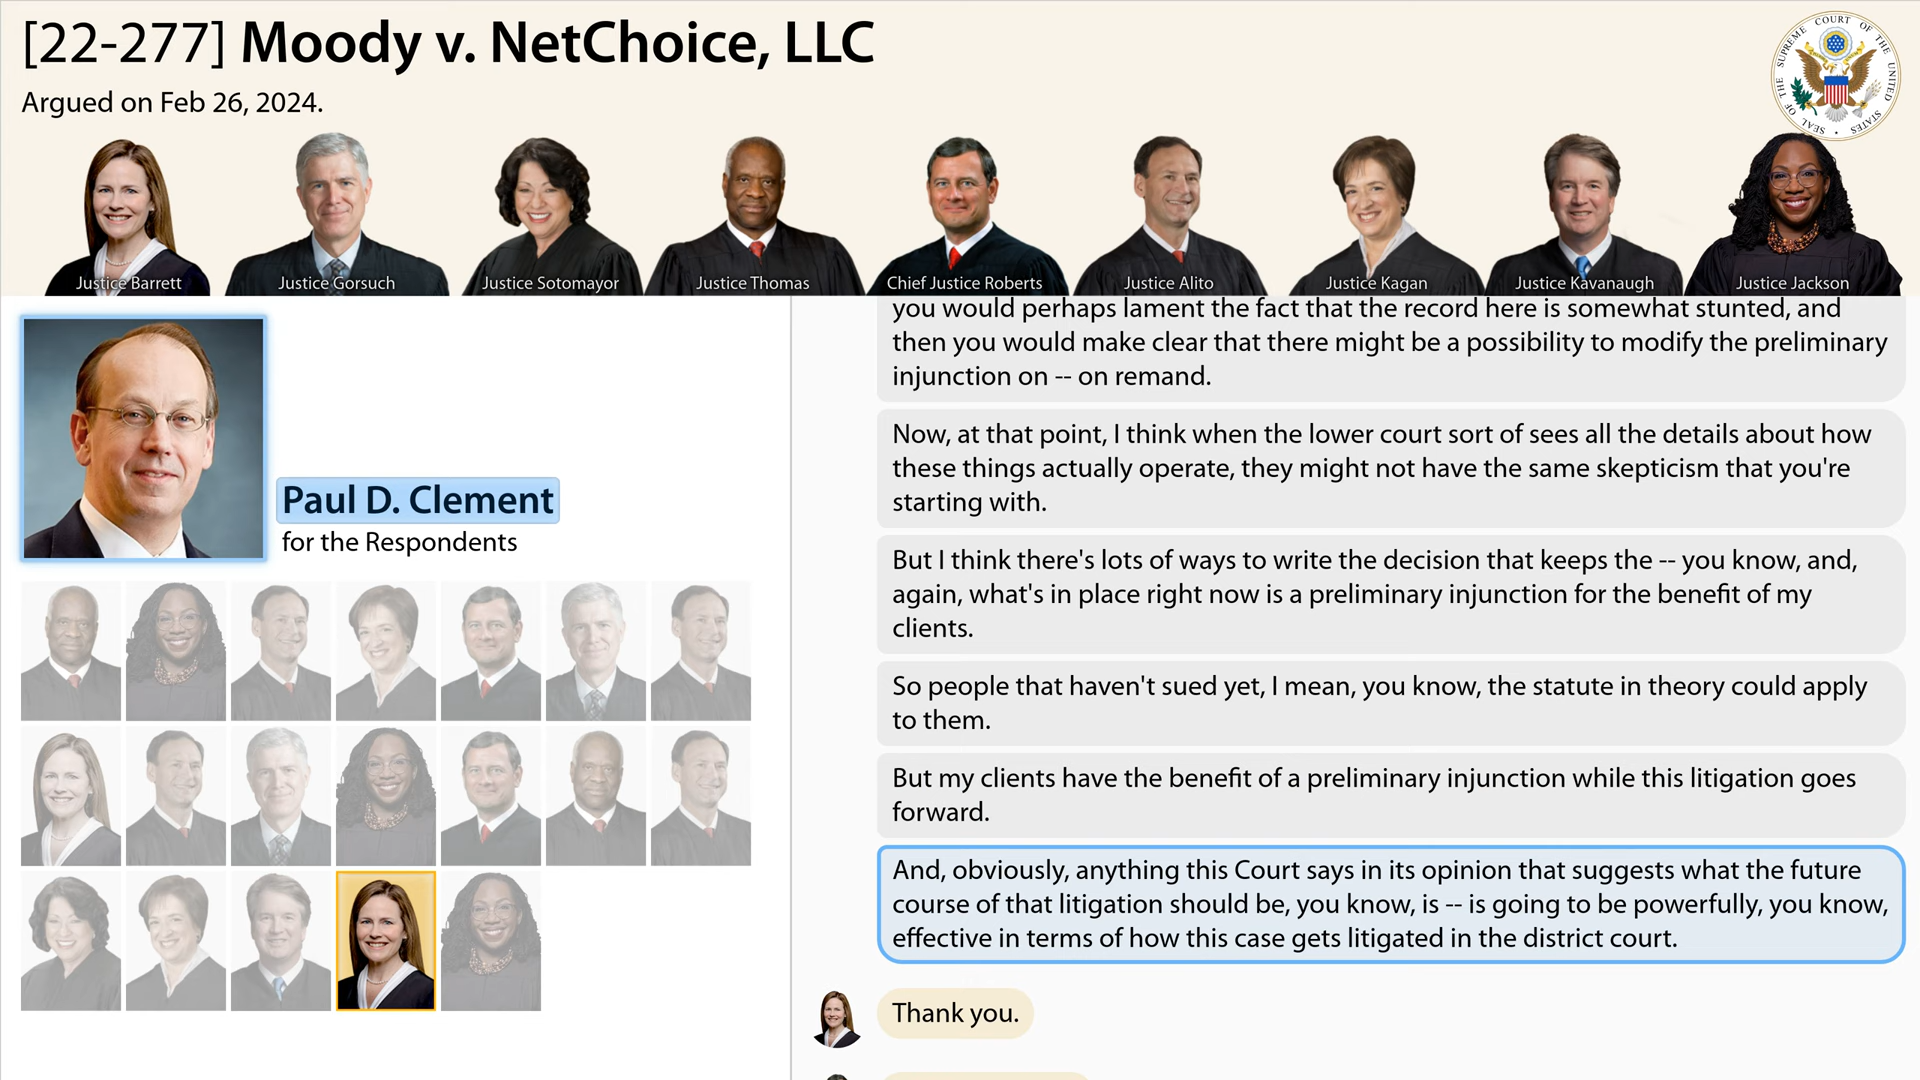 [22-277] Moody v. NetChoice, LLC
Argued on Feb 26, 2024.
SEAL OF THE SUPREME COURT OF THE UNITED STATES
Justice Barrett
Justice Gorsuch
Justice Sotomayor
Justice Thomas
Chief Justice Roberts
Justice Alito
Justice Kagan
Justice Kavanaugh
Justice Jackson
Paul D. Clement
for the Respondents
you would perhaps lament the fact that the record here is somewhat stunted, and
then you would make clear that there might be a possibility to modify the preliminary
injunction on -- on remand.
Now, at that point, I think when the lower court sort of sees all the details about how
these things actually operate, they might not have the same skepticism that you're
starting with.
But I think there's lots of ways to write the decision that keeps the -- you know, and,
again, what's in place right now is a preliminary injunction for the benefit of my
clients.
So people that haven't sued yet, I mean, you know, the statute in theory could apply
to them.
But my clients have the benefit of a preliminary injunction while this litigation goes
forward.
And, obviously, anything this Court says in its opinion that suggests what the future
course of that litigation should be, you know, is -- is going to be powerfully, you know,
effective in terms of how this case gets litigated in the district court.
Thank you.